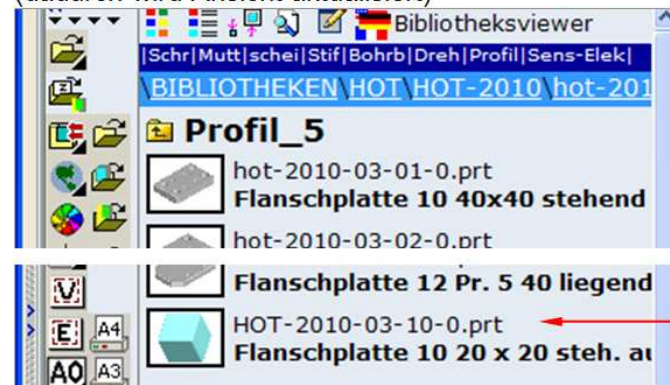 Bibliotheksviewer
|Schr|Mutt|schei|Stif|Bohrb|Dreh|Profil|Sens-Elek|
\BIBLIOTHEKEN\HOT\HOT-2010\hot-201
Profil_5
hot-2010-03-01-0.prt
Flanschplatte 10 40x40 stehend
hot-2010-03-02-0.prt
Flanschplatte 12 Pr. 5 40 liegend
V
HOT-2010-03-10-0.prt
E A4
Flanschplatte 10 20 x 20 steh. au
A0 A3